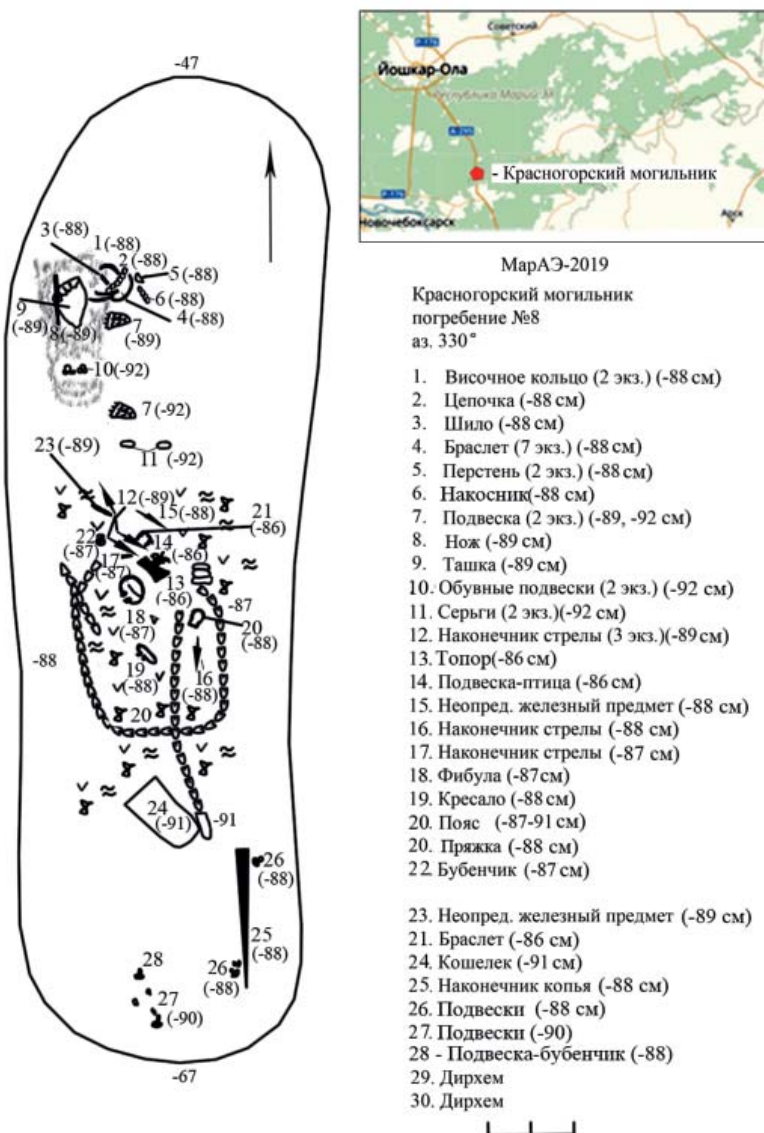 -47
3 (-88)
1 (-88)
2 (-88)
5 (-88)
6 (-88)
4 (-88)
9
(-89)
8 (-89)
7
(-89)
10 (-92)
7 (-92)
11 (-92)
23 (-89)
12 (-89)
15 (-88)
21
(-86)
22
(-87)
14
(-86)
17
(-87)
13
(-86)
-87
18
(-87)
20
(-88)
-88
19
(-88)
16
(-88)
20
24
(-91)
-91
26
(-88)
25
(-88)
26
(-88)
28
27
(-90)
-67
Советский
Р-176
Йошкар-Ола
Республика Марий Эл
А-295
- Красногорский могильник
Р-176
Новочебоксарск
Арск
МарАЭ-2019
Красногорский могильник
погребение №8
аз. 330°
1. Височное кольцо (2 экз.) (-88 см)
2. Цепочка (-88 см)
3. Шило (-88 см)
4. Браслет (7 экз.) (-88 см)
5. Перстень (2 экз.) (-88 см)
6. Накосник(-88 см)
7. Подвеска (2 экз.) -89, -92 см)
8. Нож (-89 см)
9. Ташка (-89 см)
10. Обувные подвески (2 экз.) (-92 см)
11. Серьги (2 экз.)(-92 см)
12. Наконечник стрелы (3 экз.)(-89см)
13. Топор(-86 см)
14. Подвеска-птица (-86 см)
15. Неопред. железный предмет (-88 см)
16. Наконечник стрелы (-88 см)
17. Наконечник стрелы (-87 см)
18. Фибула (-87см)
19. Кресало (-88 см)
20. Пояс (-87-91 см)
20. Пряжка (-88 см)
22. Бубенчик (-87 см)
23. Неопред. железный предмет (-89 см)
21. Браслет (-86 см)
24. Кошелек (-91 см)
25. Наконечник копья (-88 см)
26. Подвески (-88 см)
27. Подвески (-90)
28 - Подвеска-бубенчик (-88)
29. Дирхем
30. Дирхем